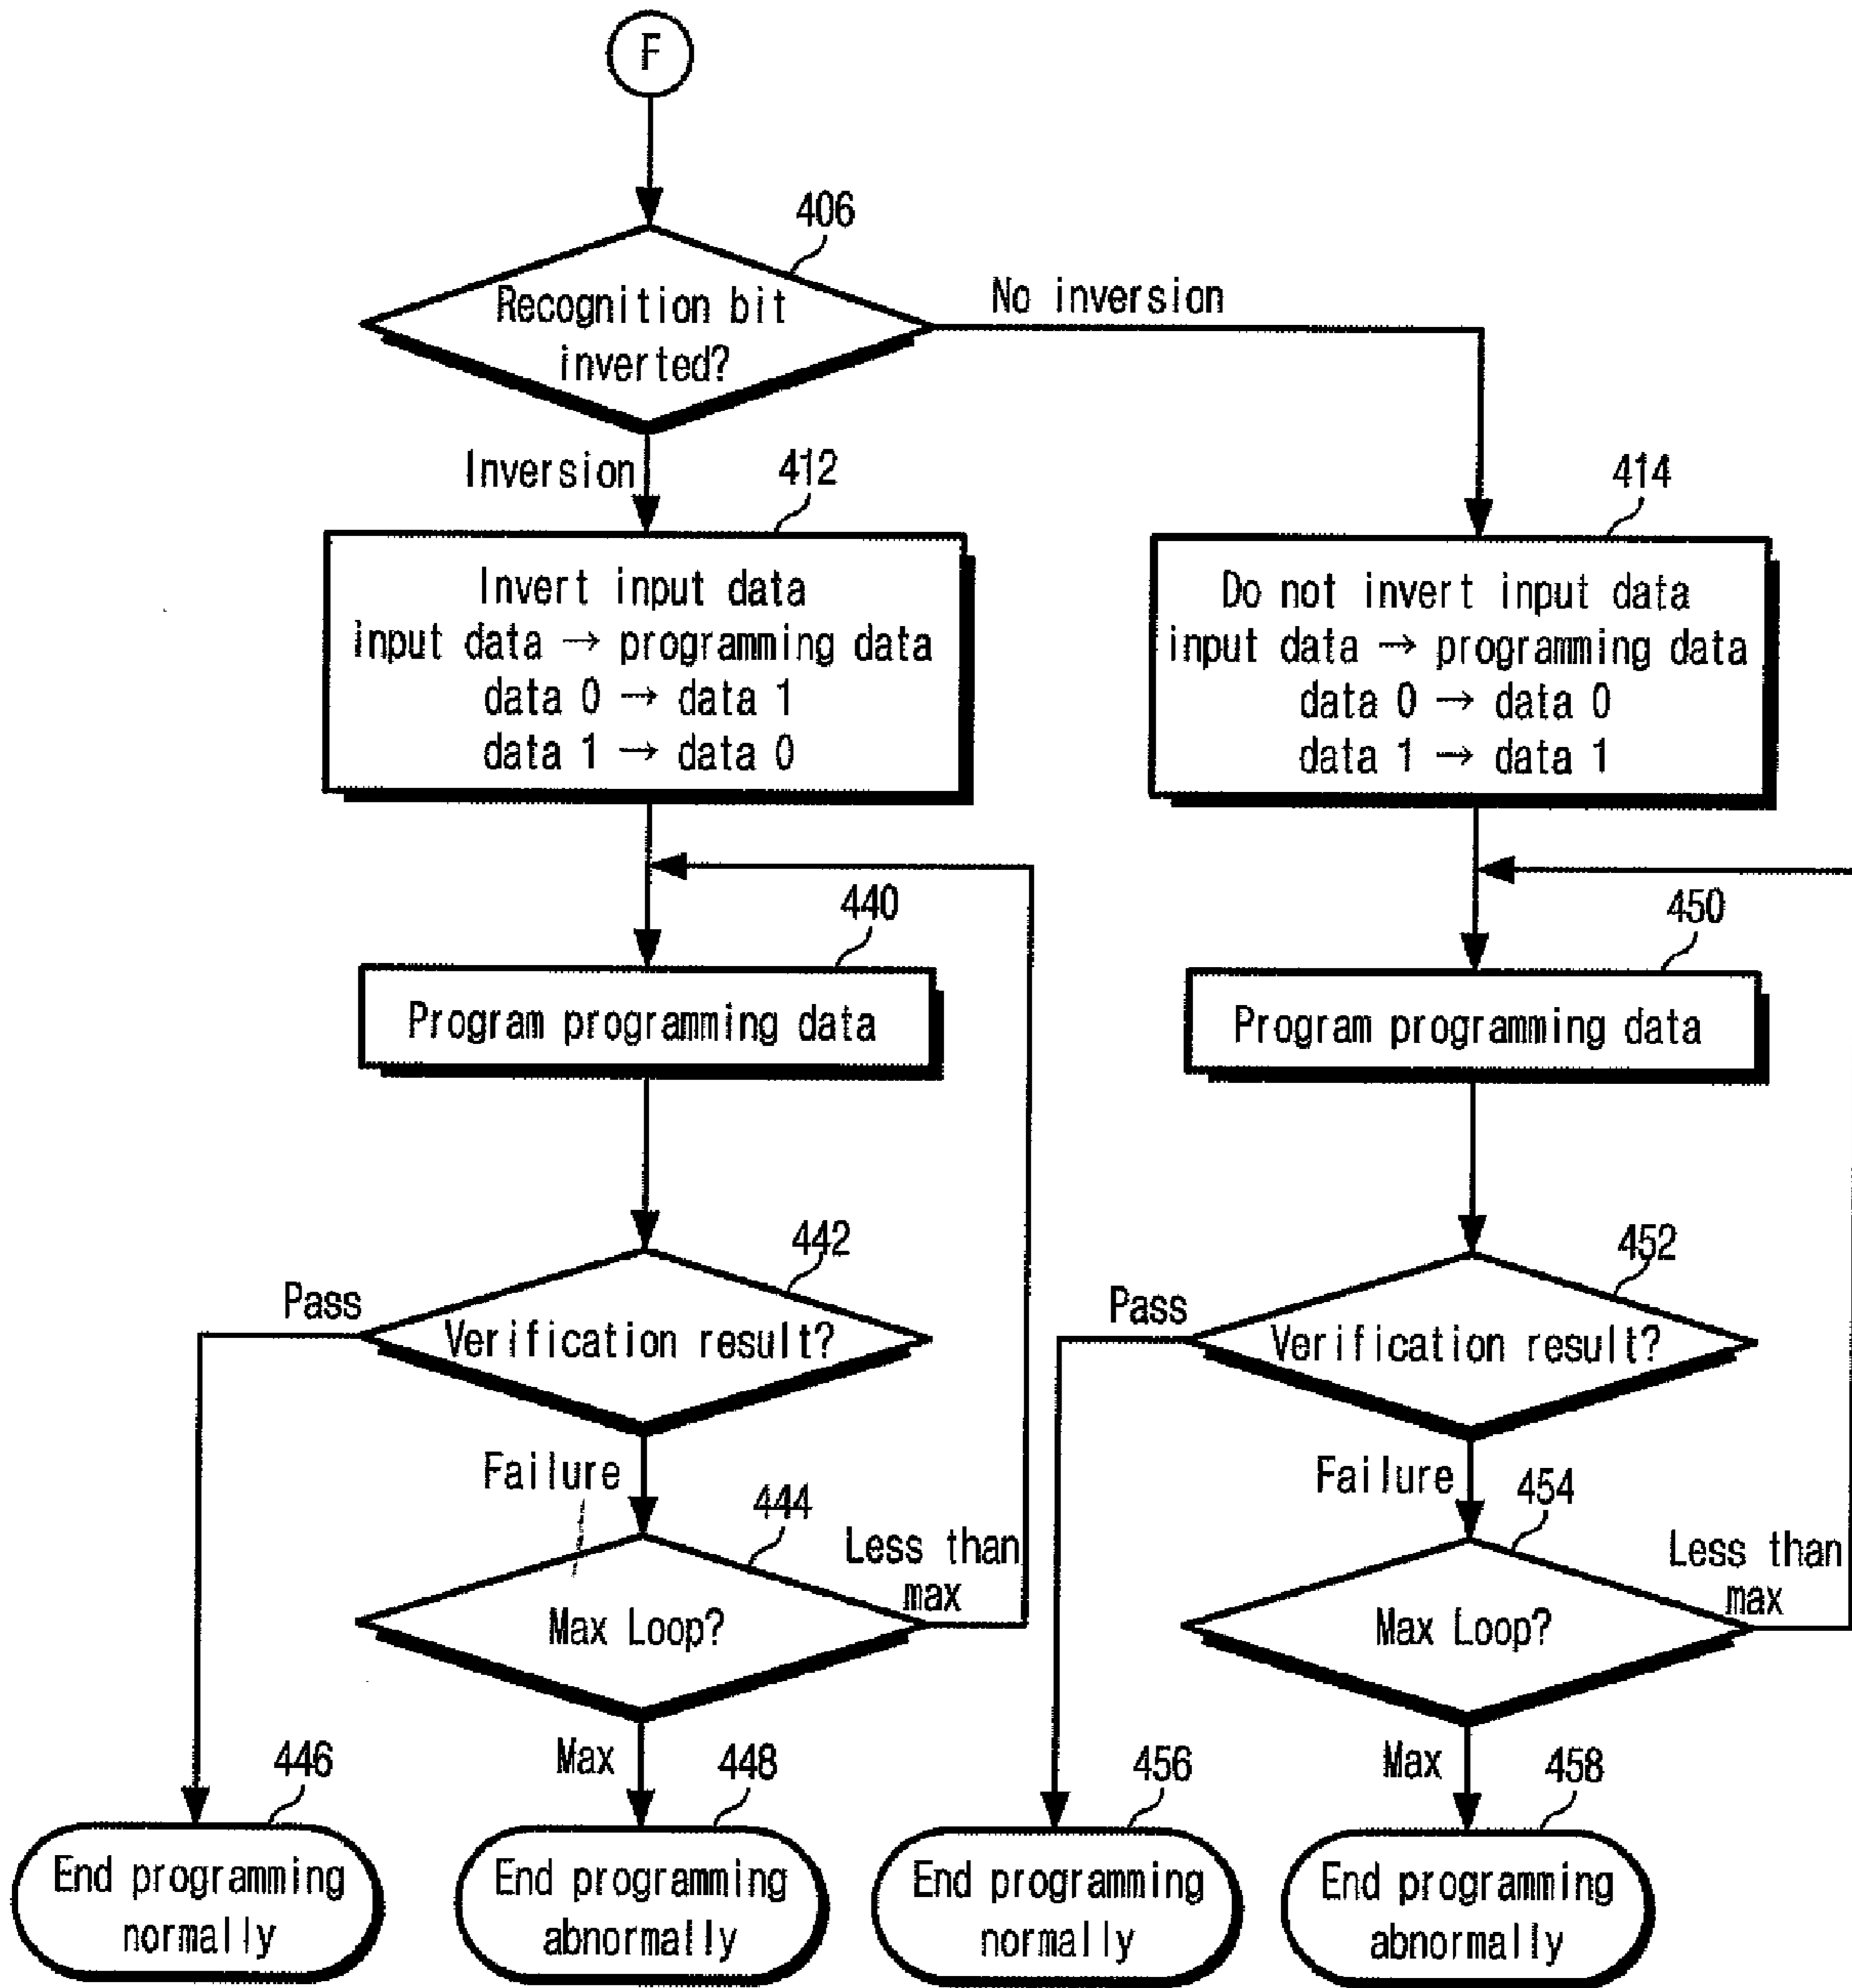 F
406
Recognition bit
inverted?
No inversion
Inversion
412
Invert input data
input data → programming data
data 0 → data 1
data 1 → data 0
414
Do not invert input data
input data → programming data
data 0 → data 0
data 1 → data 1
440
Program programming data
450
Program programming data
442
Pass
Verification result?
Failure
452
Pass
Verification result?
Failure
444
Less than
max
Max Loop?
Max
454
Less than
max
Max Loop?
Max
446
End programming
normally
448
End programming
abnormally
456
End programming
normally
458
End programming
abnormally